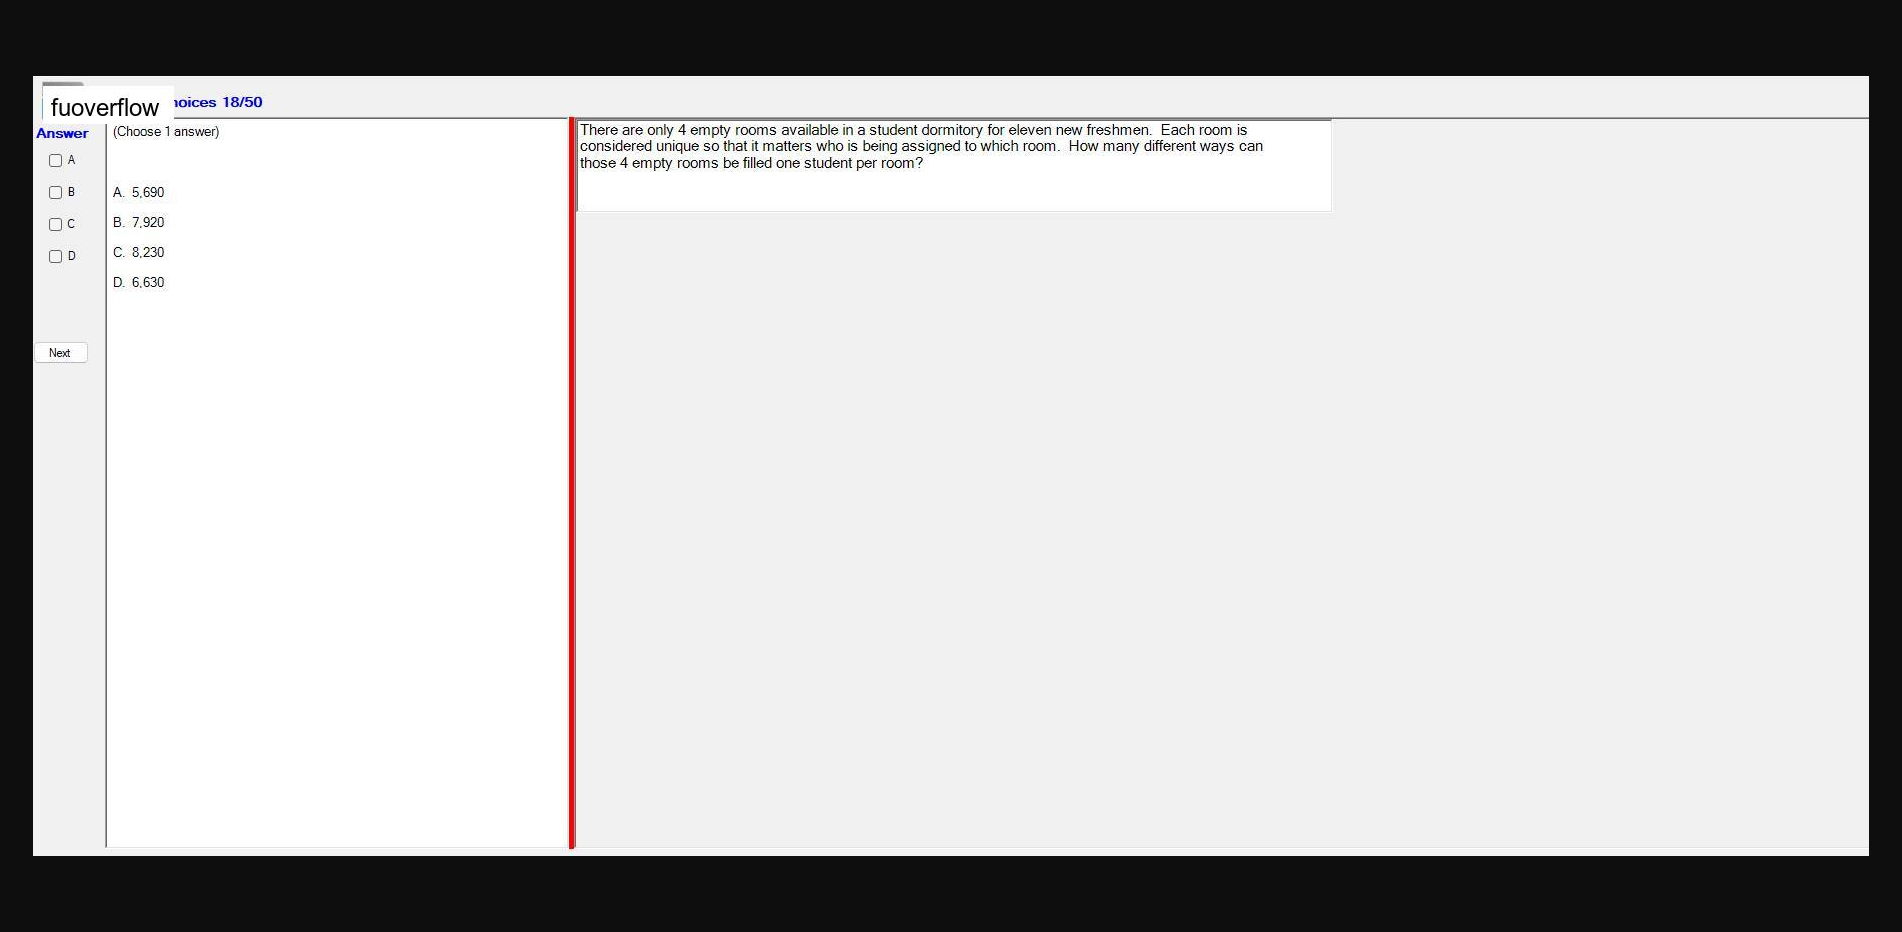 fuoverflow
hoices 18/50
Answer
(Choose 1 answer)
A
B
C
D
A. 5,690
B. 7,920
C. 8,230
D. 6,630
Next
There are only 4 empty rooms available in a student dormitory for eleven new freshmen. Each room is
considered unique so that it matters who is being assigned to which room. How many different ways can
those 4 empty rooms be filled one student per room?